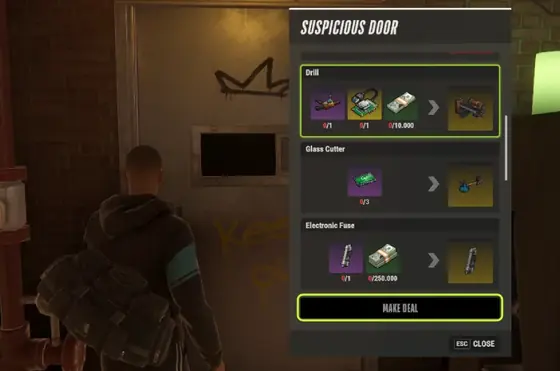 SUSPICIOUS DOOR
Drill
0/1
0/1
0/10.000
Glass Cutter
0/3
Electronic Fuse
0/1
0/250.000
MAKE DEAL
ESC CLOSE